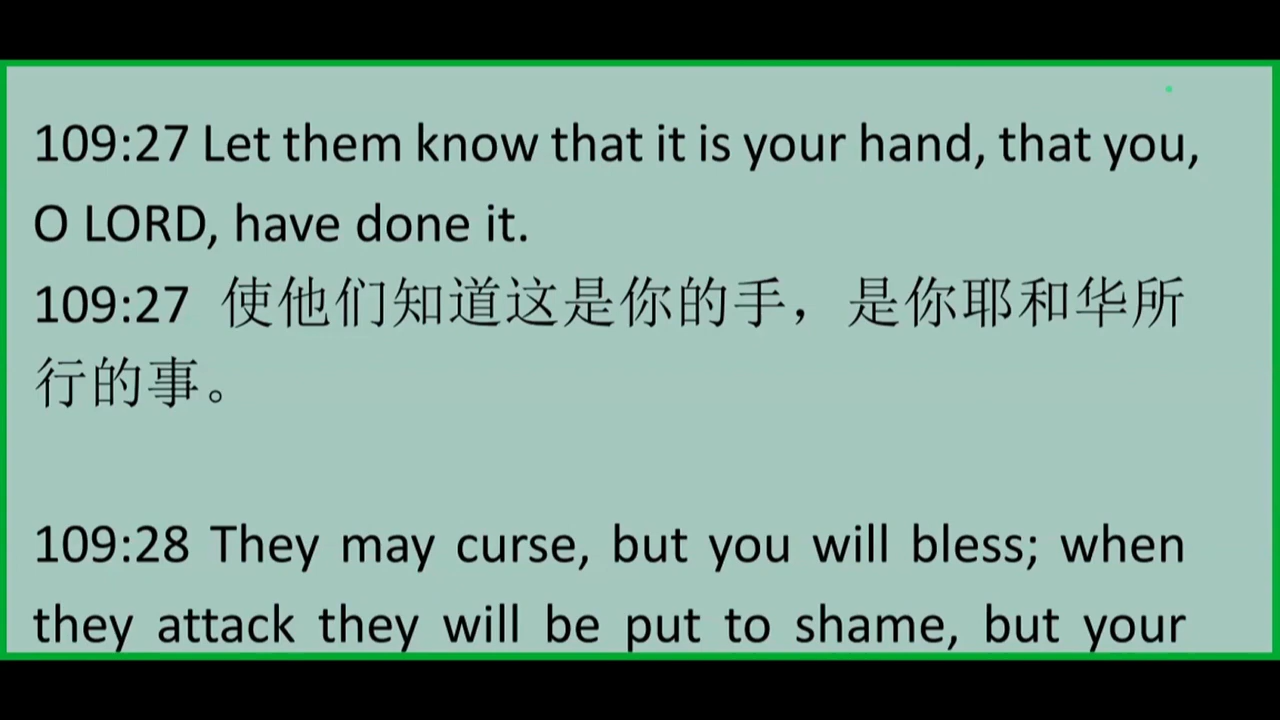 109:27 Let them know that it is your hand, that you,
O LORD, have done it.
109:27 使他们知道这是你的手，是你耶和华所
行的事。
109:28 They may curse, but you will bless; when
they attack they will be put to shame, but your